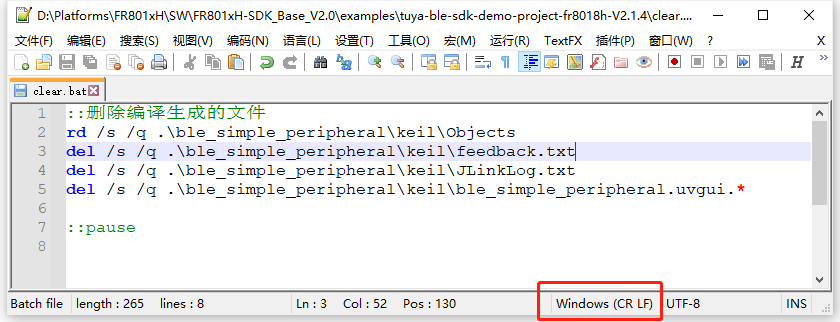 D:\Platforms\FR801xH\SW\FR801xH-SDK_Base_V2.0\examples\tuya-ble-sdk-demo-project-fr8018h-V2.1.4\clear....
文件(F) 编辑(E) 搜索(S) 视图(V) 编码(N) 语言(L) 设置(T) 工具(O) 宏(M) 运行(R) TextFX 插件(P) 窗口(W) ? X
clear.bat
1 ::删除编译生成的文件
2 rd /s /q .\ble_simple_peripheral\keil\Objects
3 del /s /q .\ble_simple_peripheral\keil\feedback.txt
4 del /s /q .\ble_simple_peripheral\keil\JLinkLog.txt
5 del /s /q .\ble_simple_peripheral\keil\ble_simple_peripheral.uvgui.*
6
7 ::pause
8
Batch file length : 265 lines : 8 Ln : 3 Col : 52 Pos : 130 Windows (CR LF) UTF-8 INS